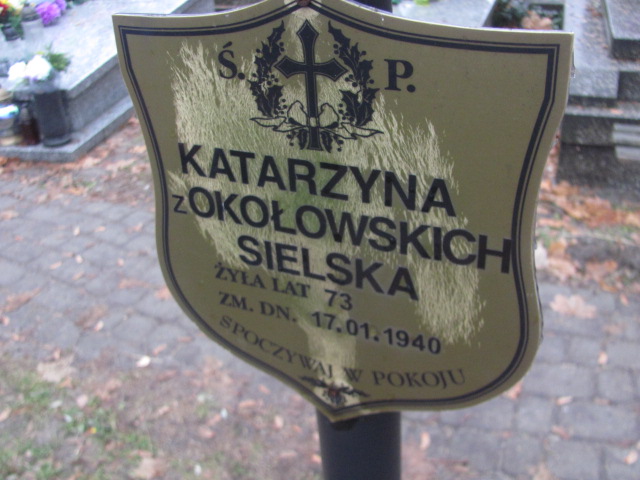 Ś. P.
KATARZYNA
z OKOŁOWSKICH
SIELSKA
ŻYŁA LAT 73
ZM. DN. 17.01.1940
SPOCZYWAJ W POKOJU